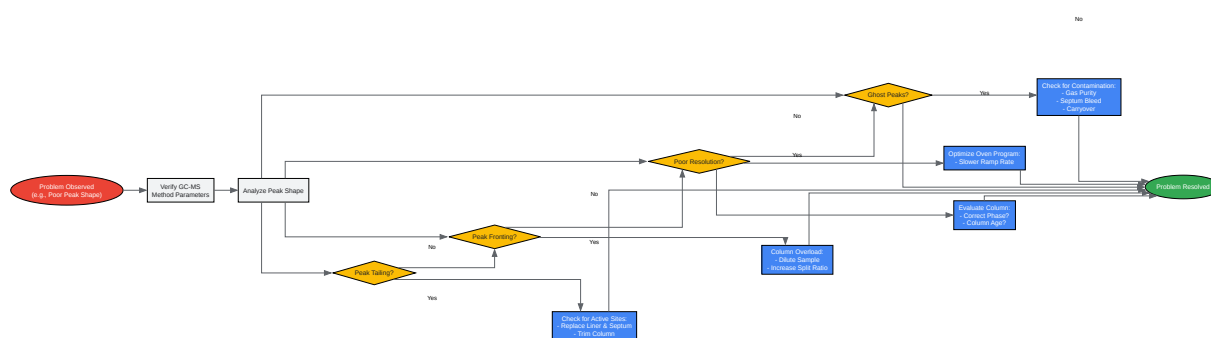 No
Ghost Peaks?
Yes
Check for Contamination:
- Gas Purity
- Septum Bleed
- Carryover
No
Poor Resolution?
Yes
Optimize Oven Program:
- Slower Ramp Rate
Problem Observed
(e.g., Poor Peak Shape)
Verify GC-MS
Method Parameters
Analyze Peak Shape
Problem Resolved
No
Evaluate Column:
- Correct Phase?
- Column Age?
Peak Fronting?
No
Yes
Column Overload:
- Dilute Sample
- Increase Split Ratio
Peak Tailing?
Yes
Check for Active Sites:
- Replace Liner & Septum
- Trim Column